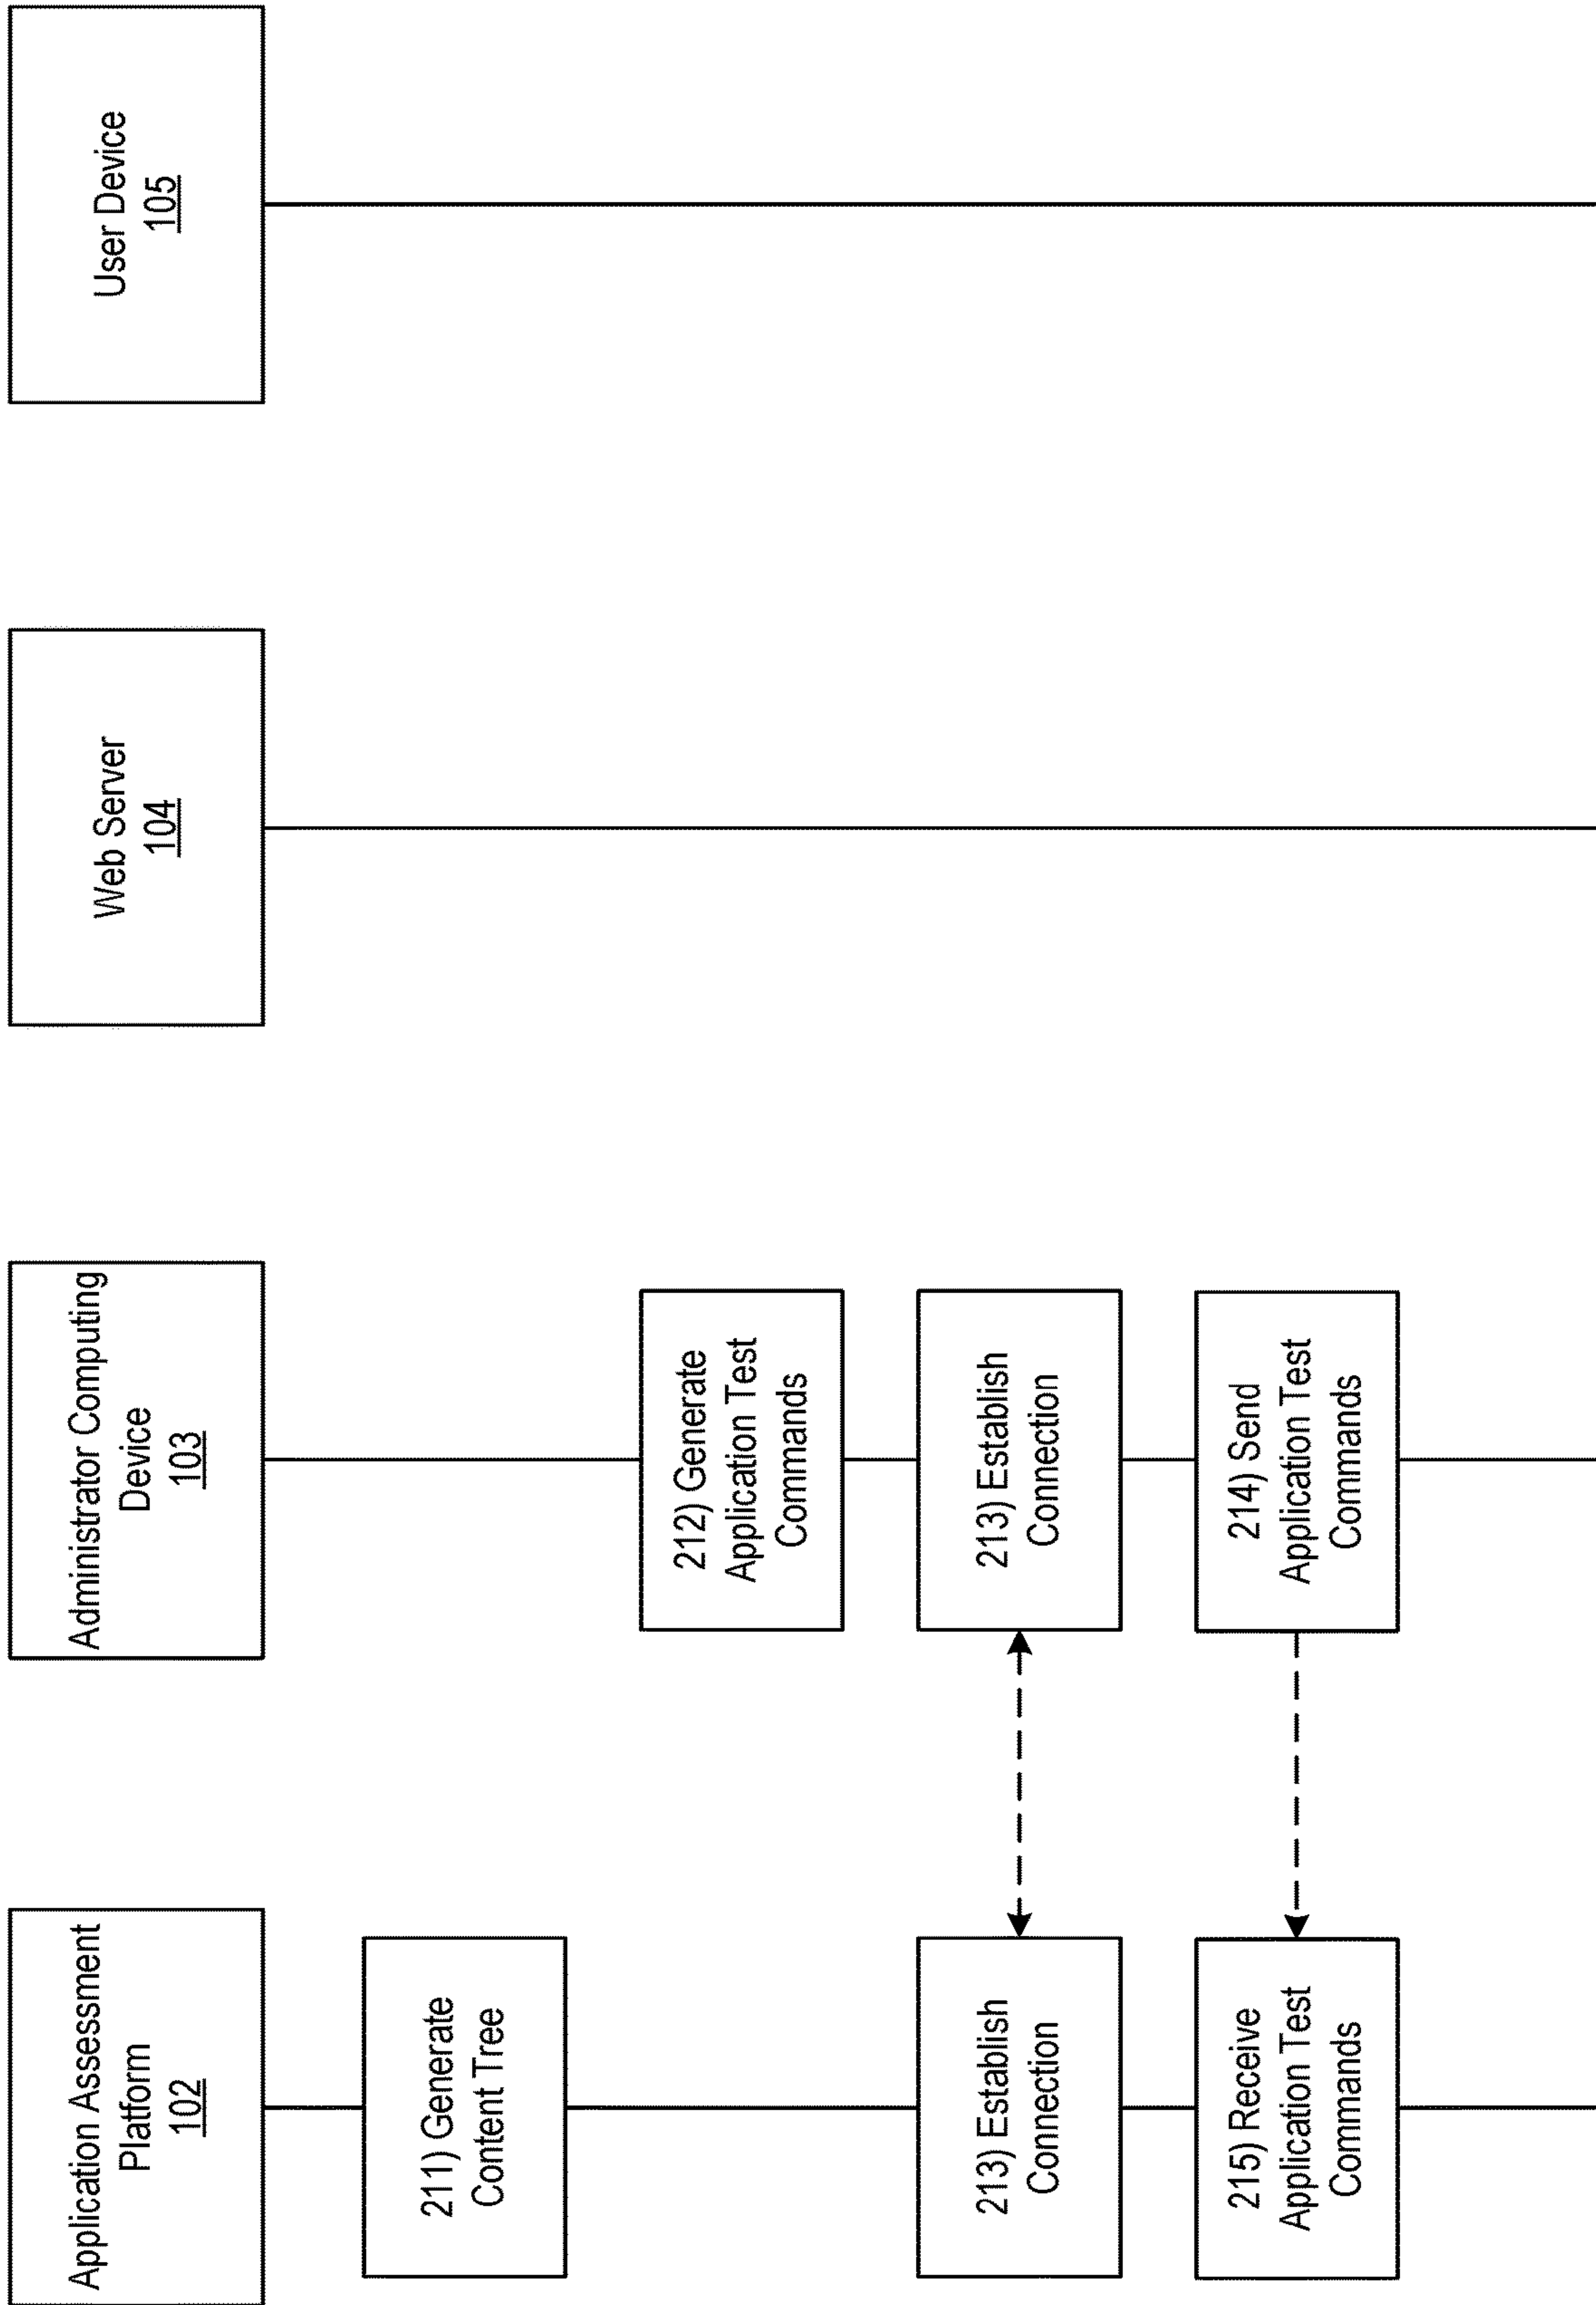 Application Assessment
Platform
102
Administrator Computing
Device
103
Web Server
104
User Device
105
211) Generate
Content Tree
212) Generate
Application Test
Commands
213) Establish
Connection
213) Establish
Connection
215) Receive
Application Test
Commands
214) Send
Application Test
Commands